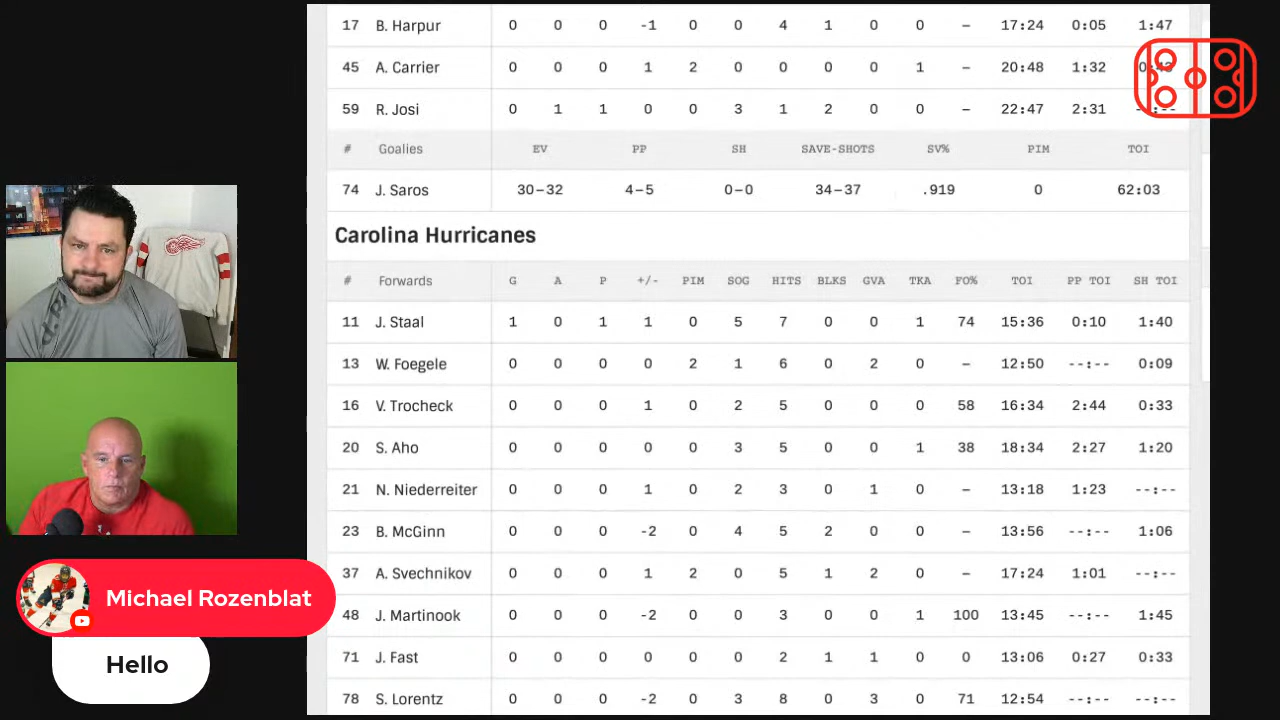 17 B. Harpur 0 0 0 -1 0 0 4 1 0 0 – 17:24 0:05 1:47
45 A. Carrier 0 0 0 1 2 0 0 0 0 1 – 20:48 1:32
59 R. Josi 0 1 1 0 0 3 1 2 0 0 – 22:47 2:31
# Goalies EV PP SH SAVE-SHOTS SV% PIM TOI
74 J. Saros 30–32 4–5 0–0 34–37 .919 0 62:03
Carolina Hurricanes
# Forwards G A P +/- PIM SOG HITS BLKS GVA TKA FO% TOI PP TOI SH TOI
11 J. Staal 1 0 1 1 0 5 7 0 0 1 74 15:36 0:10 1:40
13 W. Foegele 0 0 0 0 2 1 6 0 2 0 – 12:50 --:-- 0:09
16 V. Trocheck 0 0 0 1 0 2 5 0 0 0 58 16:34 2:44 0:33
20 S. Aho 0 0 0 0 0 3 5 0 0 1 38 18:34 2:27 1:20
21 N. Niederreiter 0 0 0 1 0 2 3 0 1 0 – 13:18 1:23 --:--
23 B. McGinn 0 0 0 -2 0 4 5 2 0 0 – 13:56 --:-- 1:06
37 A. Svechnikov 0 0 0 1 2 0 5 1 2 0 – 17:24 1:01 --:--
48 J. Martinook 0 0 0 -2 0 0 3 0 0 1 100 13:45 --:-- 1:45
71 J. Fast 0 0 0 0 0 0 2 1 1 0 0 13:06 0:27 0:33
78 S. Lorentz 0 0 0 -2 0 3 8 0 3 0 71 12:54 --:-- --:--
Michael Rozenblat
Hello